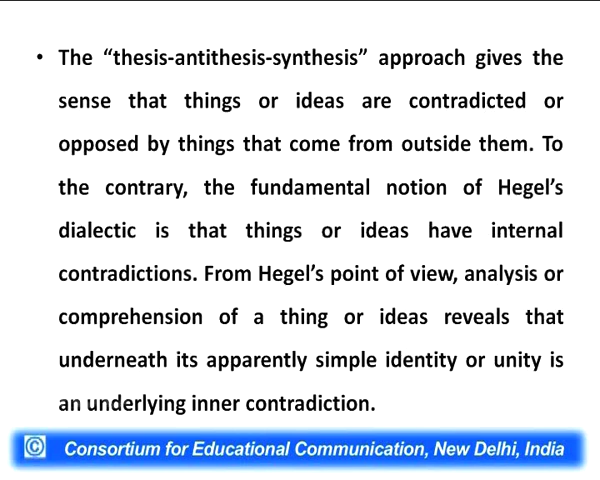 • The “thesis-antithesis-synthesis” approach gives the
sense that things or ideas are contradicted or
opposed by things that come from outside them. To
the contrary, the fundamental notion of Hegel’s
dialectic is that things or ideas have internal
contradictions. From Hegel’s point of view, analysis or
comprehension of a thing or ideas reveals that
underneath its apparently simple identity or unity is
an underlying inner contradiction.
© Consortium for Educational Communication, New Delhi, India